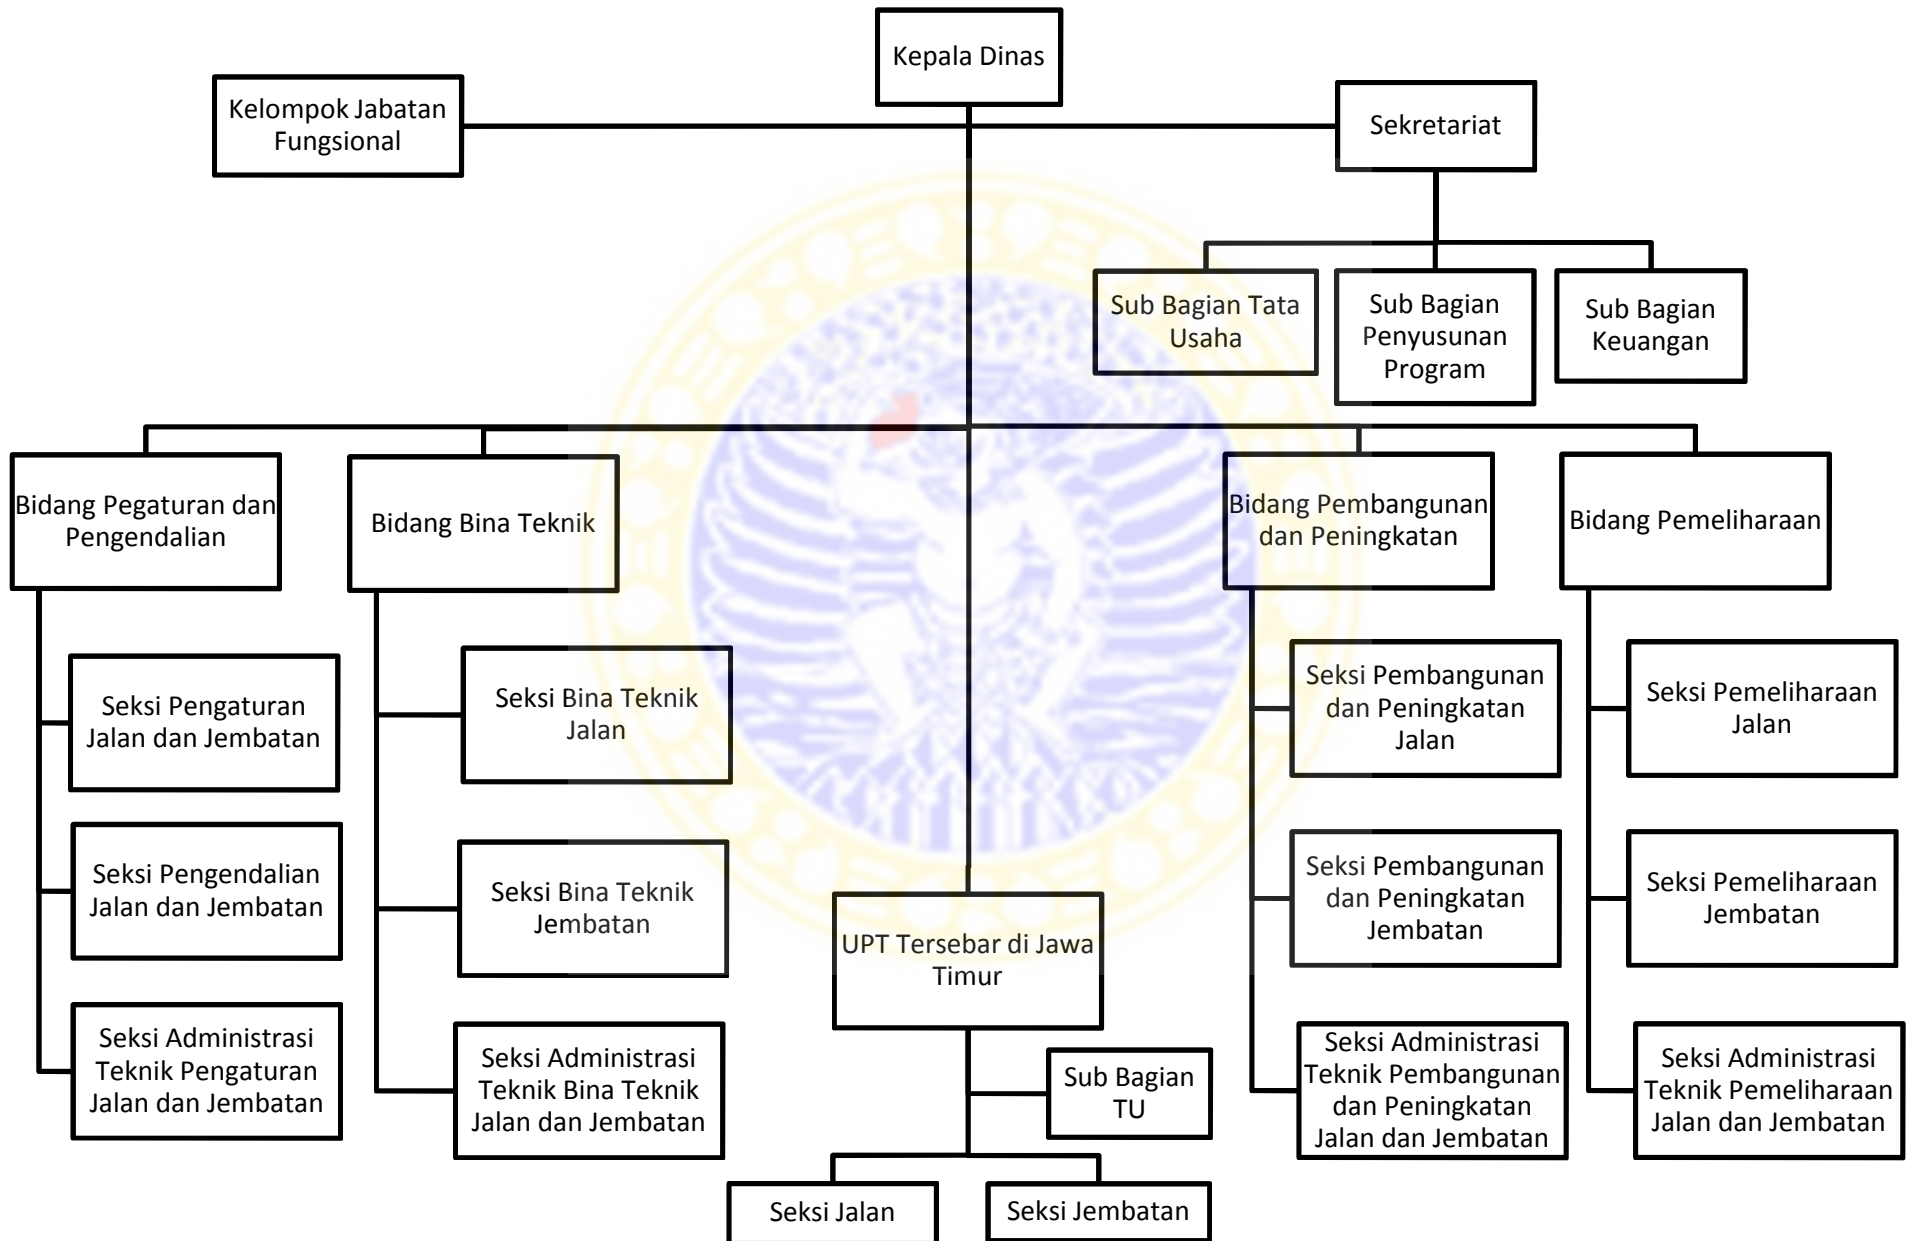 Kepala Dinas
Kelompok Jabatan
Fungsional
Sekretariat
Sub Bagian Tata
Usaha
Sub Bagian
Penyusunan
Program
Sub Bagian
Keuangan
Bidang Pegaturan dan
Pengendalian
Bidang Bina Teknik
Bidang Pembangunan
dan Peningkatan
Bidang Pemeliharaan
Seksi Pengaturan
Jalan dan Jembatan
Seksi Pengendalian
Jalan dan Jembatan
Seksi Administrasi
Teknik Pengaturan
Jalan dan Jembatan
Seksi Bina Teknik
Jalan
Seksi Bina Teknik
Jembatan
Seksi Administrasi
Teknik Bina Teknik
Jalan dan Jembatan
UPT Tersebar di Jawa
Timur
Sub Bagian
TU
Seksi Jalan
Seksi Jembatan
Seksi Pembangunan
dan Peningkatan
Jalan
Seksi Pembangunan
dan Peningkatan
Jembatan
Seksi Administrasi
Teknik Pembangunan
dan Peningkatan
Jalan dan Jembatan
Seksi Pemeliharaan
Jalan
Seksi Pemeliharaan
Jembatan
Seksi Administrasi
Teknik Pemeliharaan
Jalan dan Jembatan